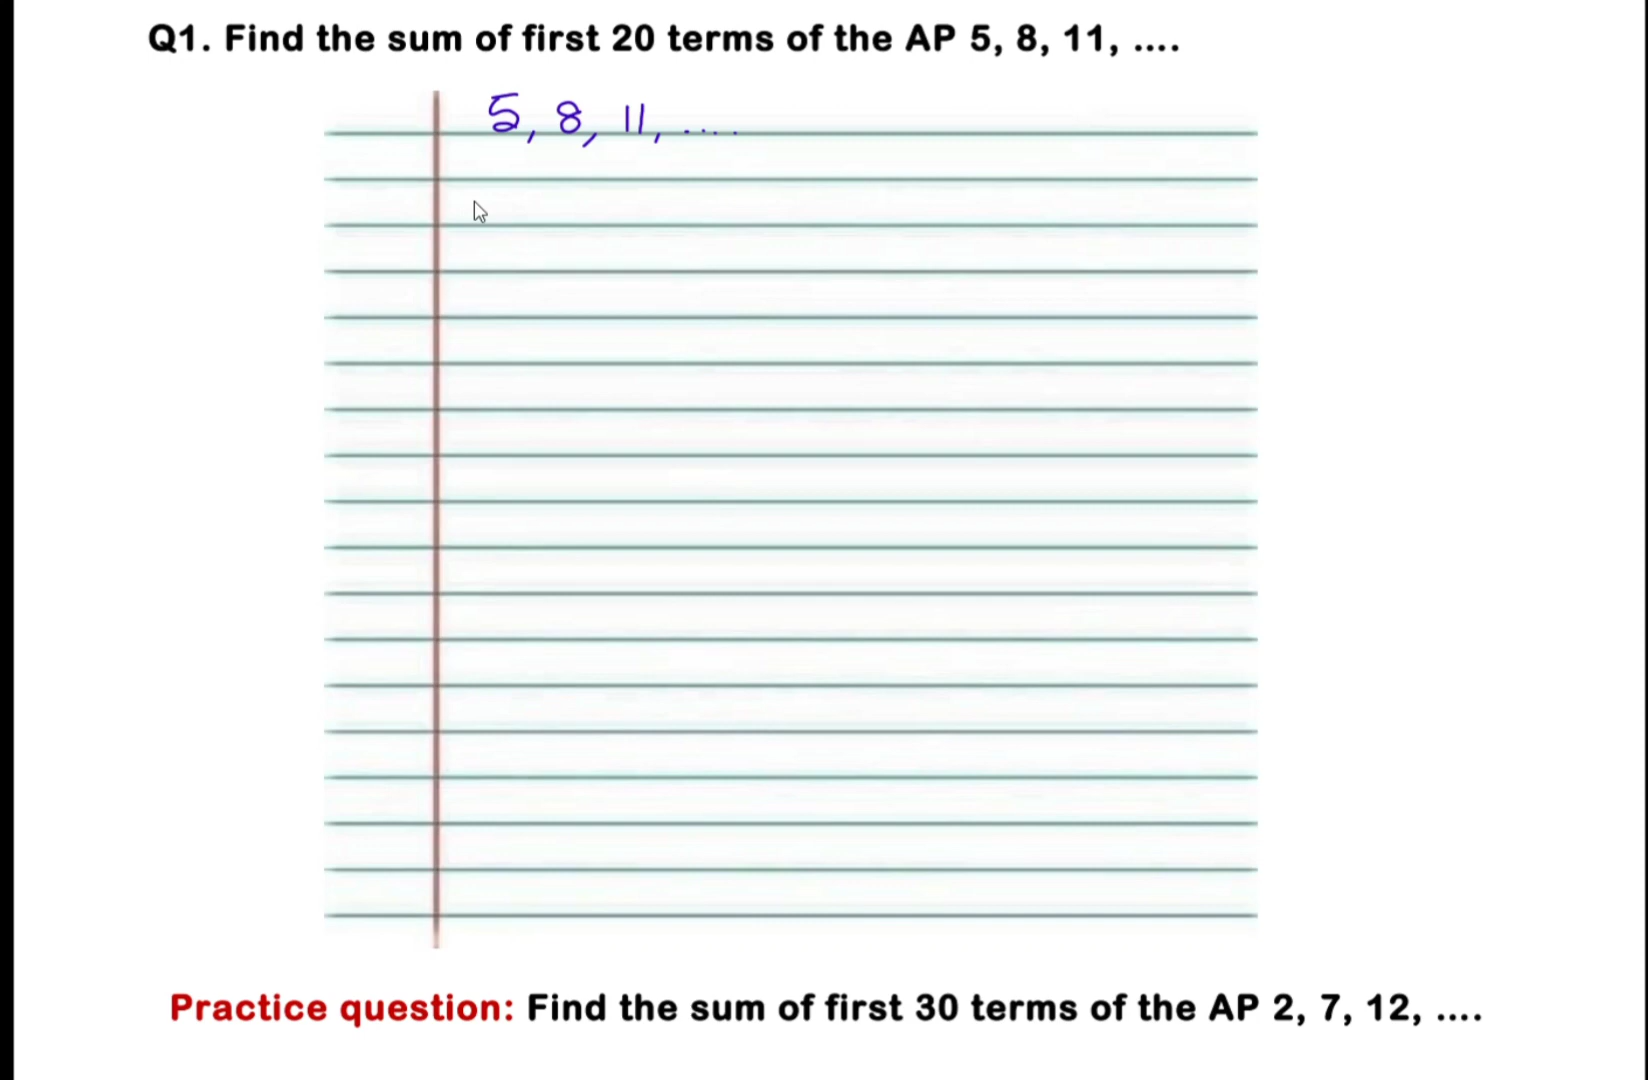 Q1. Find the sum of first 20 terms of the AP 5, 8, 11, ....
5, 8, 11, ....
Practice question: Find the sum of first 30 terms of the AP 2, 7, 12, ....